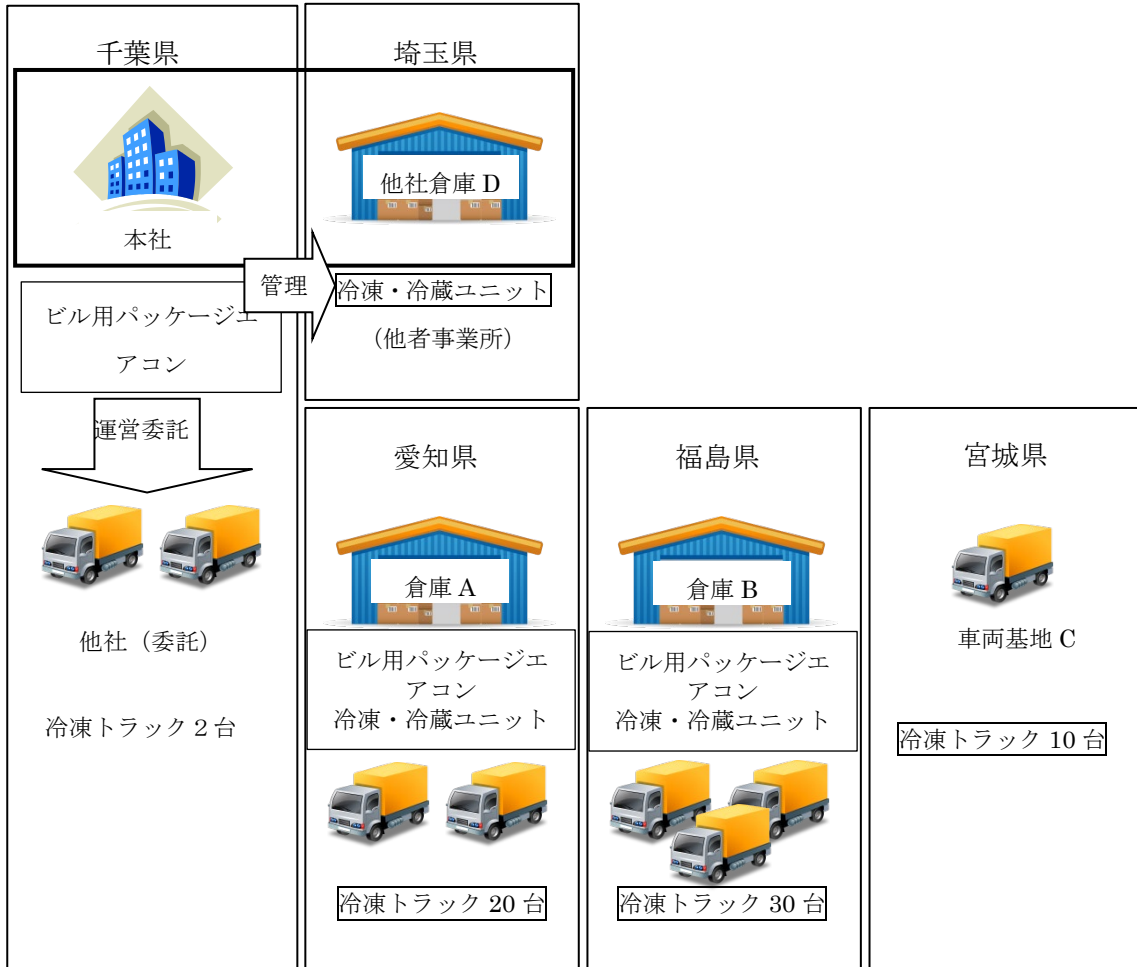 千葉県
本社
ビル用パッケージエ
アコン
運営委託
他社（委託）
冷凍トラック２台
管理
埼玉県
他社倉庫 D
冷凍・冷蔵ユニット
（他者事業所）
愛知県
倉庫 A
ビル用パッケージエ
アコン
冷凍・冷蔵ユニット
冷凍トラック 20 台
福島県
倉庫 B
ビル用パッケージエ
アコン
冷凍・冷蔵ユニット
冷凍トラック 30 台
宮城県
車両基地 C
冷凍トラック 10 台